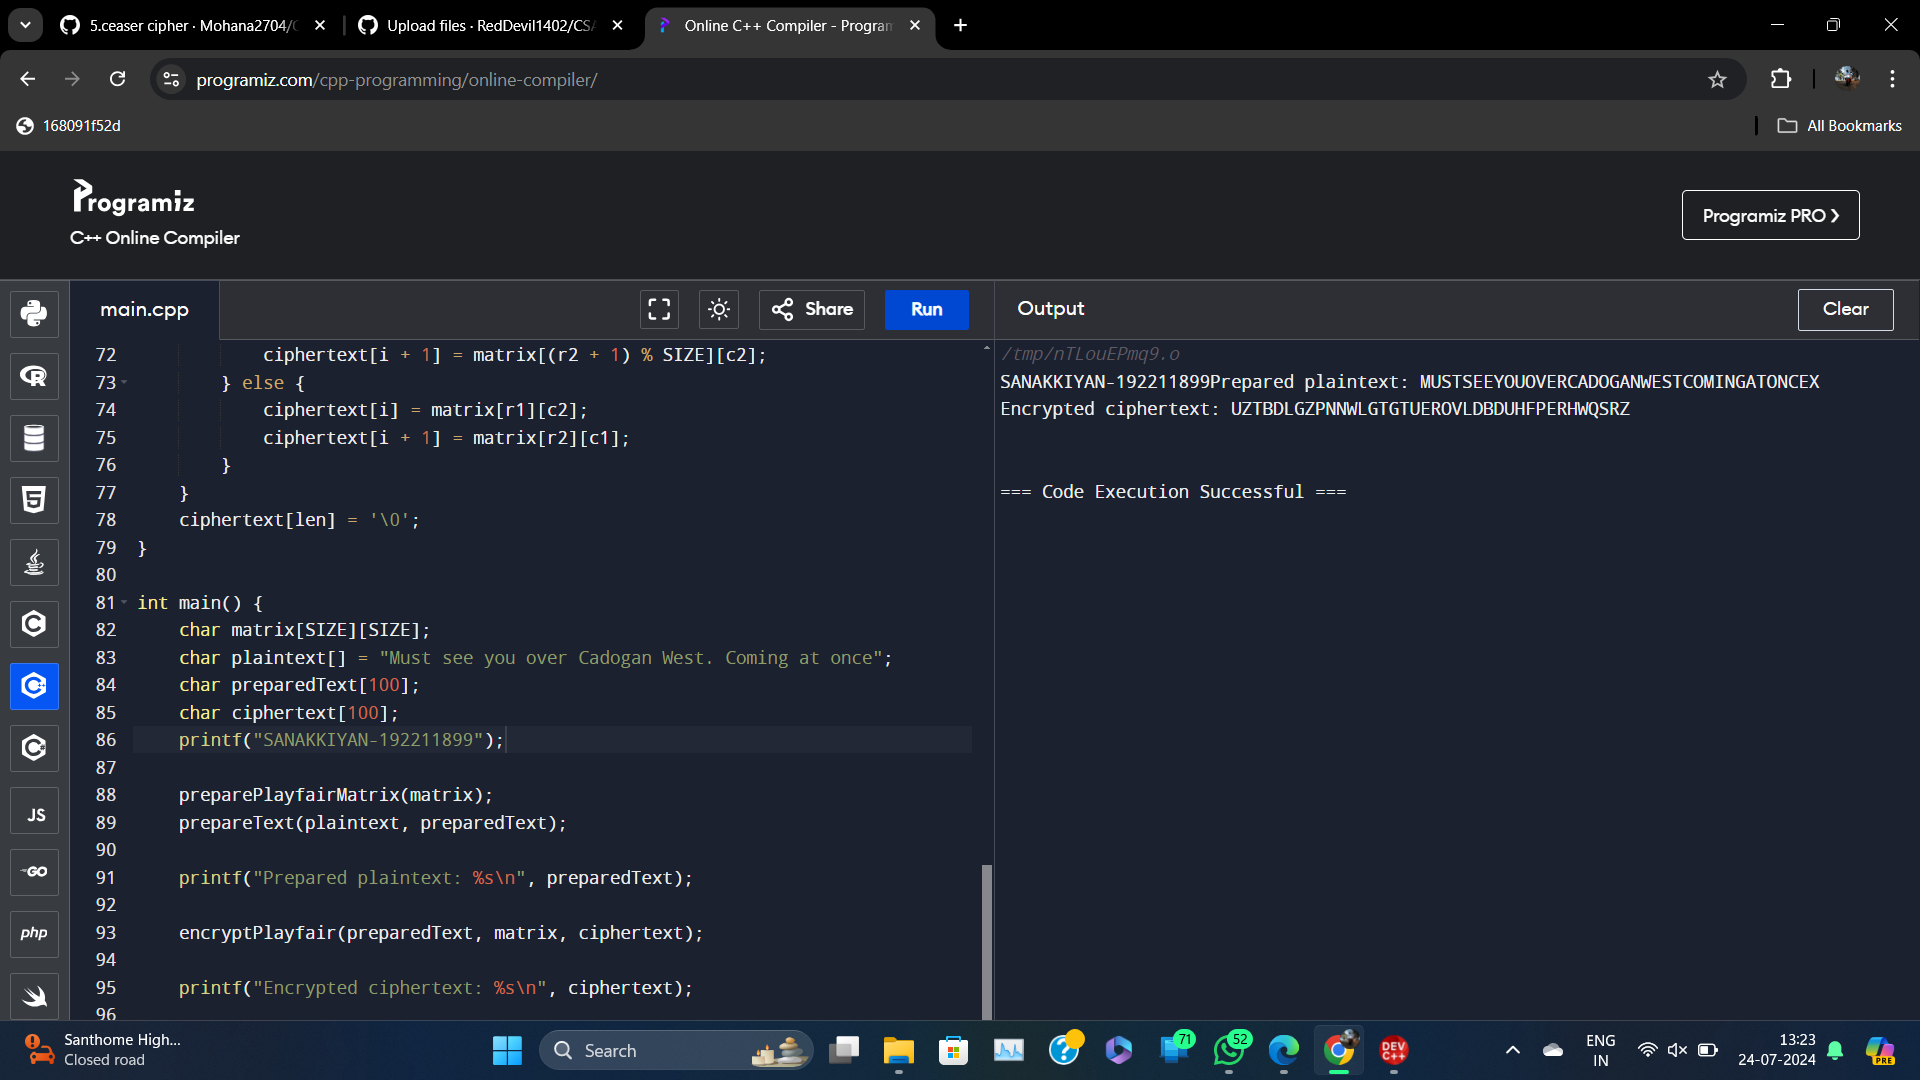 5.ceaser cipher · Mohana2704/C
Upload files · RedDevil1402/CSA
Online C++ Compiler - Program
programiz.com/cpp-programming/online-compiler/
168091f52d
All Bookmarks
Programiz
C++ Online Compiler
Programiz PRO ❯
main.cpp
Share
Run
Output
Clear
72 ciphertext[i + 1] = matrix[(r2 + 1) % SIZE][c2];
73 } else {
74 ciphertext[i] = matrix[r1][c2];
75 ciphertext[i + 1] = matrix[r2][c1];
76 }
77 }
78 ciphertext[len] = '\0';
79 }
80
81 int main() {
82 char matrix[SIZE][SIZE];
83 char plaintext[] = "Must see you over Cadogan West. Coming at once";
84 char preparedText[100];
85 char ciphertext[100];
86 printf("SANAKKIYAN-192211899");
87
88 preparePlayfairMatrix(matrix);
89 prepareText(plaintext, preparedText);
90
91 printf("Prepared plaintext: %s\n", preparedText);
92
93 encryptPlayfair(preparedText, matrix, ciphertext);
94
95 printf("Encrypted ciphertext: %s\n", ciphertext);
96
/tmp/nTLouEPmq9.o
SANAKKIYAN-192211899Prepared plaintext: MUSTSEEYOUOVERCADOGANWESTCOMINGATONCEX
Encrypted ciphertext: UZTBDLGZPNNWLGTGTUEROVLDBDUHFPERHWQSRZ
=== Code Execution Successful ===
JS
GO
php
Santhome High...
Closed road
Search
71
52
DEV
C++
ENG
IN
13:23
24-07-2024
PRE